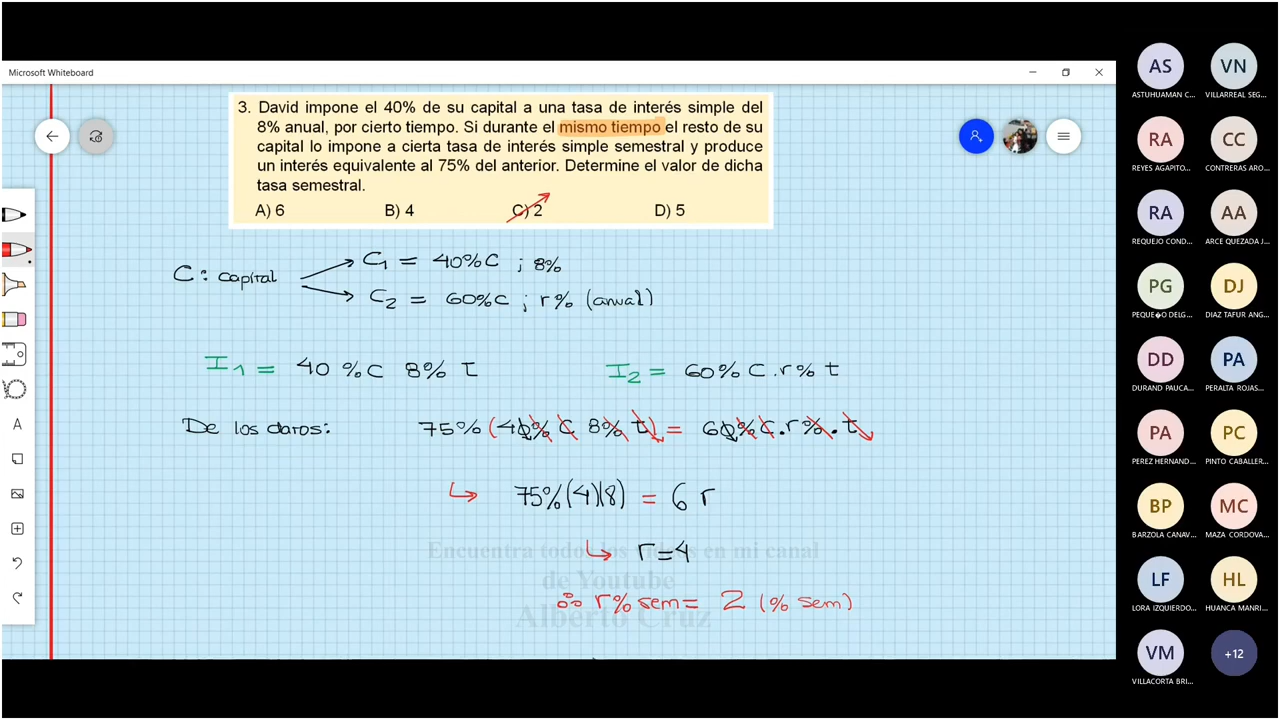 Microsoft Whiteboard
3. David impone el 40% de su capital a una tasa de interés simple del
8% anual, por cierto tiempo. Si durante el mismo tiempo el resto de su
capital lo impone a cierta tasa de interés simple semestral y produce
un interés equivalente al 75% del anterior. Determine el valor de dicha
tasa semestral.
A) 6 B) 4 C) 2 D) 5
C: capital
C1 = 40%C ; 8%
C2 = 60%C ; r% (anual)
I1 = 40 %C 8% t
I2 = 60% C . r% t
De los datos: 75% (40% C 8% t) = 60% C . r% . t
75% (4)(8) = 6 r
r=4
∴ r% sem = 2 (% sem)
Encuentra todos los videos en mi canal
de Youtube
Alberto Cruz
A
AS VN
ASTUHUAMAN C... VILLARREAL SEG...
RA CC
REYES AGAPITO... CONTRERAS ARO...
RA AA
REQUEJO COND... ARCE QUEZADA J...
PG DJ
PEQUE�O DELG... DIAZ TAFUR ANG...
DD PA
DURAND PAUCA... PERALTA ROJAS...
PA PC
PEREZ HERNAND... PINTO CABALLER...
BP MC
BARZOLA CANAV... MAZA CORDOVA...
LF HL
LORA IZQUIERDO... HUANCA MANRI...
VM +12
VILLACORTA BRI...